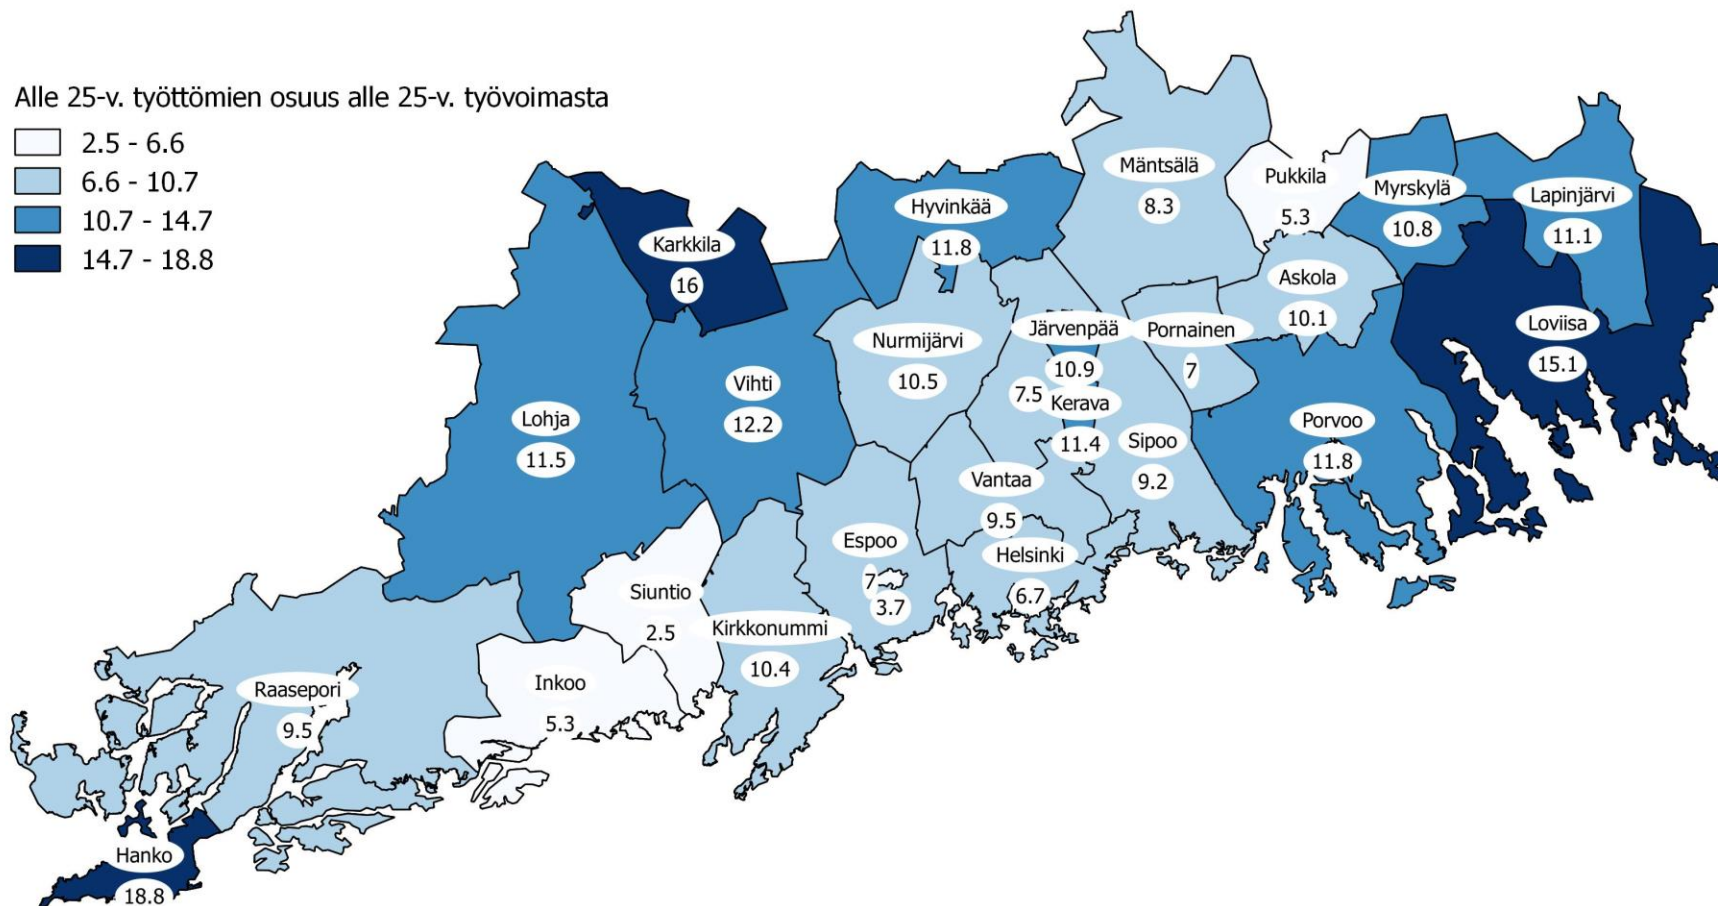 Alle 25-v. työttömien osuus alle 25-v. työvoimasta
2.5 - 6.6
6.6 - 10.7
10.7 - 14.7
14.7 - 18.8
Mäntsälä
8.3
Pukkila
5.3
Myrskylä
10.8
Lapinjärvi
11.1
Hyvinkää
11.8
Karkkila
16
Askola
10.1
Loviisa
15.1
Järvenpää
10.9
Pornainen
7
Nurmijärvi
10.5
Vihti
12.2
7.5
Kerava
11.4
Lohja
11.5
Sipoo
9.2
Porvoo
11.8
Vantaa
9.5
Espoo
7
3.7
Helsinki
6.7
Siuntio
2.5
Kirkkonummi
10.4
Inkoo
5.3
Raasepori
9.5
Hanko
18.8